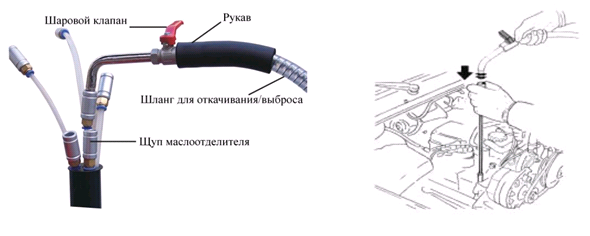 Шаровой клапан
Рукав
Шланг для откачивания/выброса
Щуп маслоотделителя